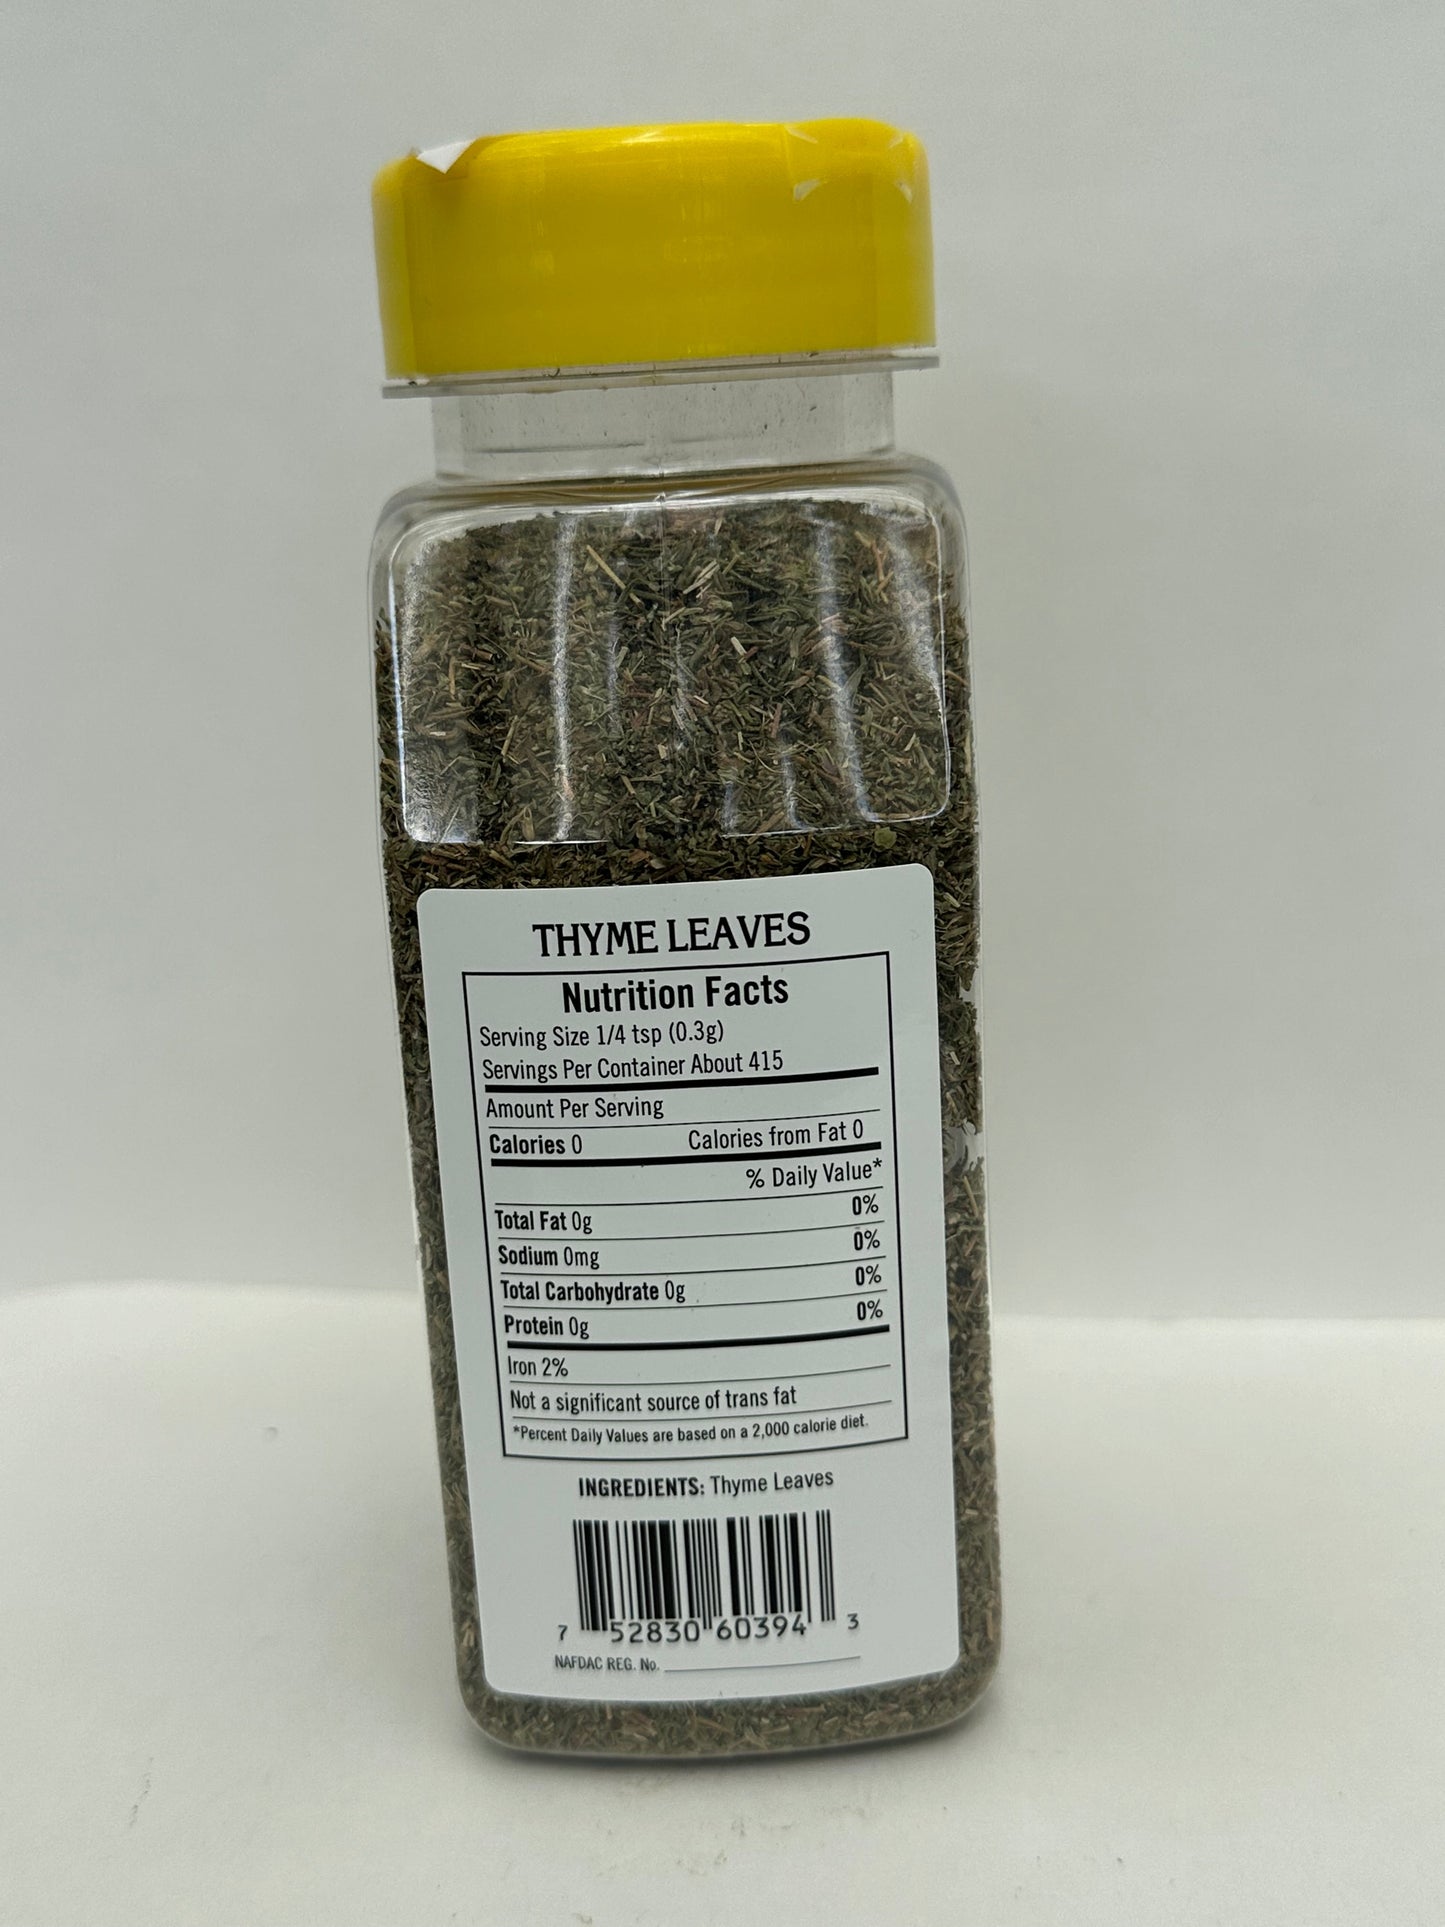 THYME LEAVES
Nutrition Facts
Serving Size 1/4 tsp (0.3g)
Servings Per Container About 415
Amount Per Serving
Calories 0 Calories from Fat 0
% Daily Value*
Total Fat 0g 0%
Sodium 0mg 0%
Total Carbohydrate 0g 0%
Protein 0g 0%
Iron 2%
Not a significant source of trans fat
*Percent Daily Values are based on a 2,000 calorie diet.
INGREDIENTS: Thyme Leaves
7 52830 60394 3
NAFDAC REG. No.